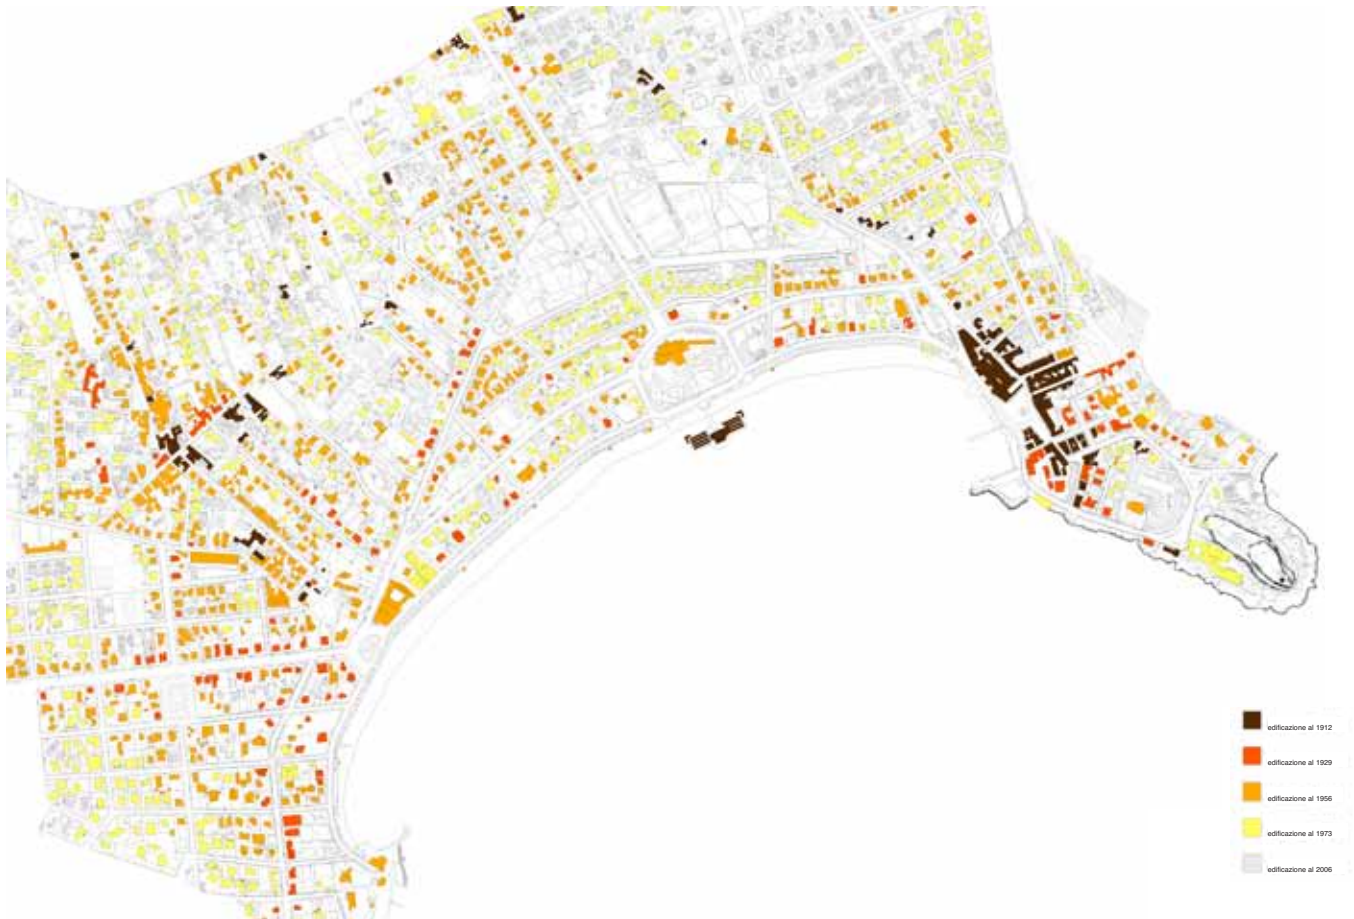 edificazione al 1912
edificazione al 1929
edificazione al 1956
edificazione al 1973
edificazione al 2006